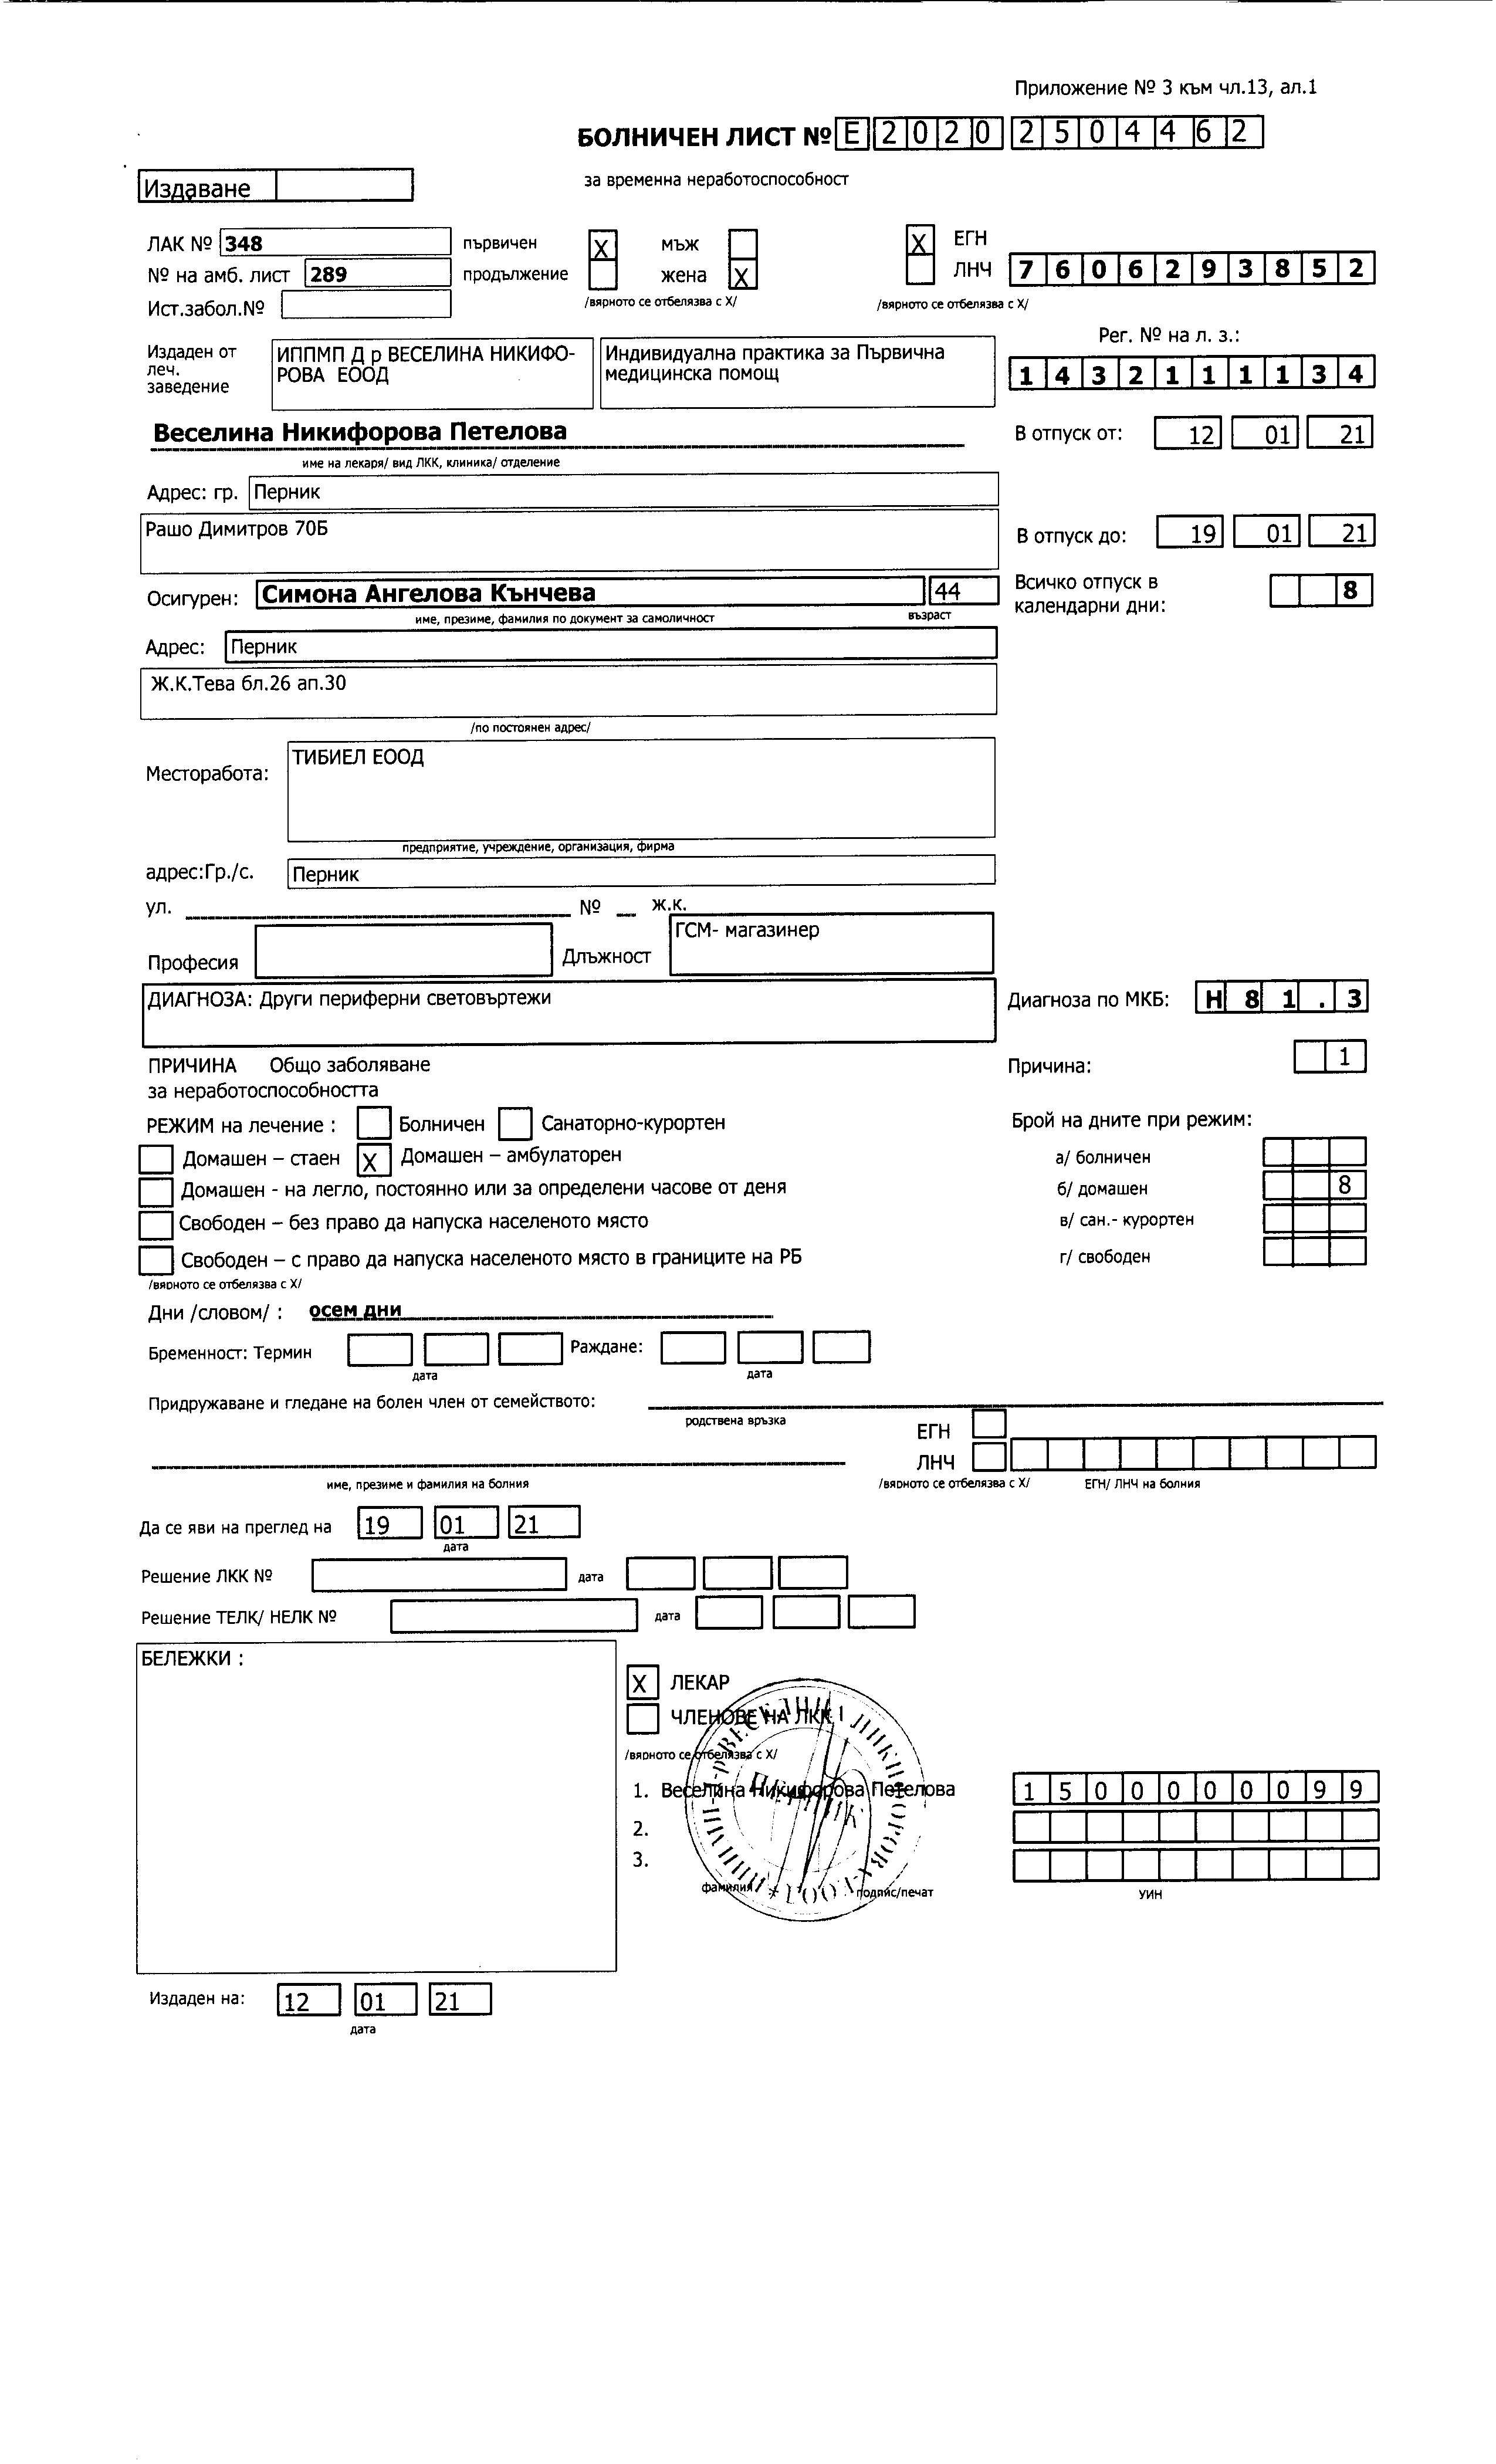 Приложение № 3 към чл.13, ал.1
БОЛНИЧЕН ЛИСТ № Е 2 0 2 0 2 5 0 4 4 6 2
за временна неработоспособност
Издаване
ЛАК № 348 първичен X мъж X ЕГН
№ на амб. лист 289 продължение жена X ЛНЧ 7 6 0 6 2 9 3 8 5 2
/вярното се отбелязва с X/ /вярното се отбелязва с X/
Ист.забол.№
Рег. № на л. з.:
Издаден от леч. заведение
ИППМП Д р ВЕСЕЛИНА НИКИФО-
РОВА ЕООД
Индивидуална практика за Първична
медицинска помощ
1 4 3 2 1 1 1 1 3 4
Веселина Никифорова Петелова
В отпуск от: 12 01 21
име на лекаря/ вид ЛКК, клиника/ отделение
Адрес: гр. Перник
Рашо Димитров 70Б
В отпуск до: 19 01 21
Осигурен: Симона Ангелова Кънчева 44
Всичко отпуск в
календарни дни: 8
име, презиме, фамилия по документ за самоличност възраст
Адрес: Перник
Ж.К.Тева бл.26 ап.30
/по постоянен адрес/
Месторабота: ТИБИЕЛ ЕООД
предприятие, учреждение, организация, фирма
адрес:Гр./с. Перник
ул. № ж.к.
Професия Длъжност ГСМ- магазинер
ДИАГНОЗА: Други периферни световъртежи
Диагноза по МКБ: Н 8 1 . 3
ПРИЧИНА Общо заболяване
за неработоспособността
Причина: 1
РЕЖИМ на лечение : Болничен Санаторно-курортен
Брой на дните при режим:
Домашен – стаен X Домашен – амбулаторен
а/ болничен
Домашен - на легло, постоянно или за определени часове от деня
б/ домашен 8
Свободен – без право да напуска населеното място
в/ сан.- курортен
Свободен – с право да напуска населеното място в границите на РБ
г/ свободен
/вярното се отбелязва с X/
Дни /словом/ : осем дни
Бременност: Термин Раждане:
дата дата
Придружаване и гледане на болен член от семейството:
родствена връзка
ЕГН
ЛНЧ
име, презиме и фамилия на болния /вярното се отбелязва с X/ ЕГН/ ЛНЧ на болния
Да се яви на преглед на 19 01 21
дата
Решение ЛКК № дата
Решение ТЕЛК/ НЕЛК № дата
БЕЛЕЖКИ :
X ЛЕКАР
ЧЛЕНОВЕ НА ЛКК
/вярното се отбелязва с X/
1. Веселина Никифорова Петелова 1 5 0 0 0 0 0 0 9 9
2.
3.
фамилия подпис/печат
УИН
ПЕРНИК
Издаден на: 12 01 21
дата